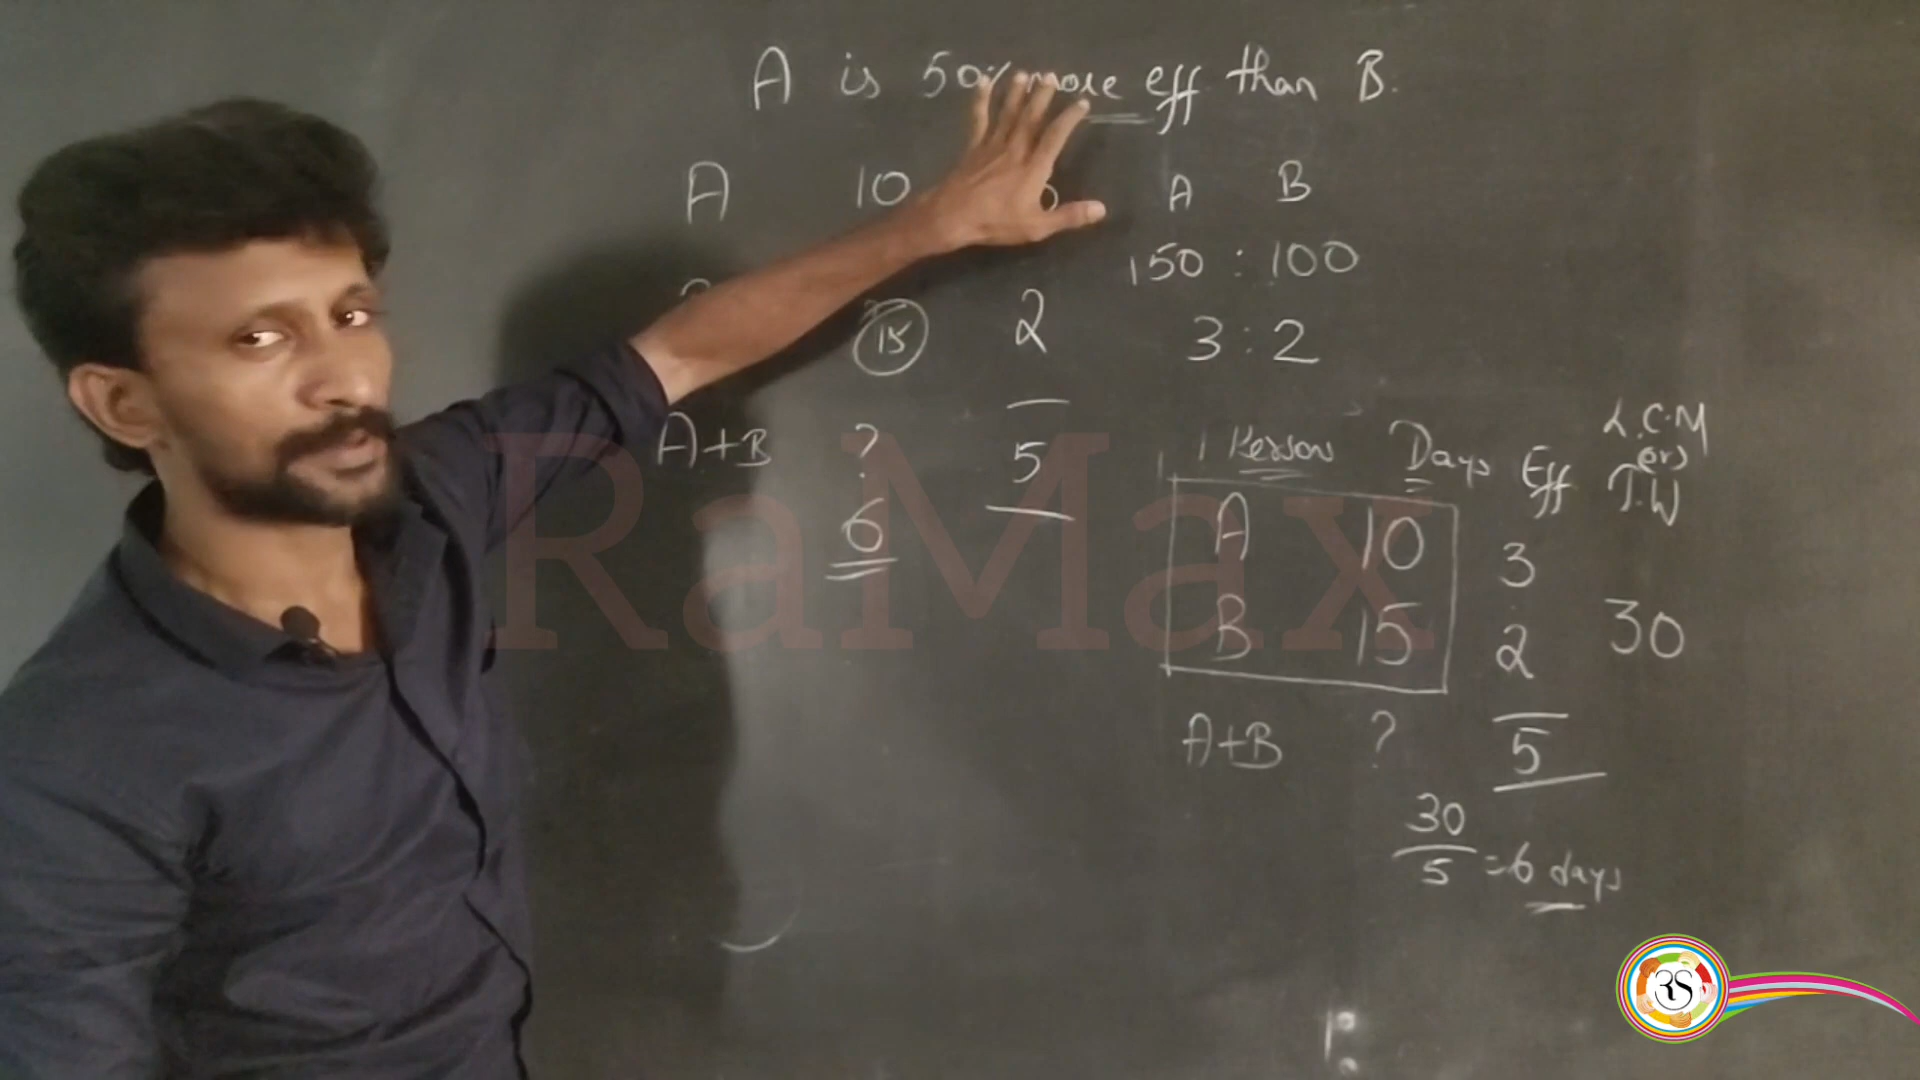 A is 50% more eff than B.
A 10 A B
150 : 100
15 2 3 : 2
A+B ? 5
6
1 Person Days Eff L.C.M
(or)
T.W
A 10 3
B 15 2 30
A+B ? 5
30
5 = 6 days
RaMax
RS